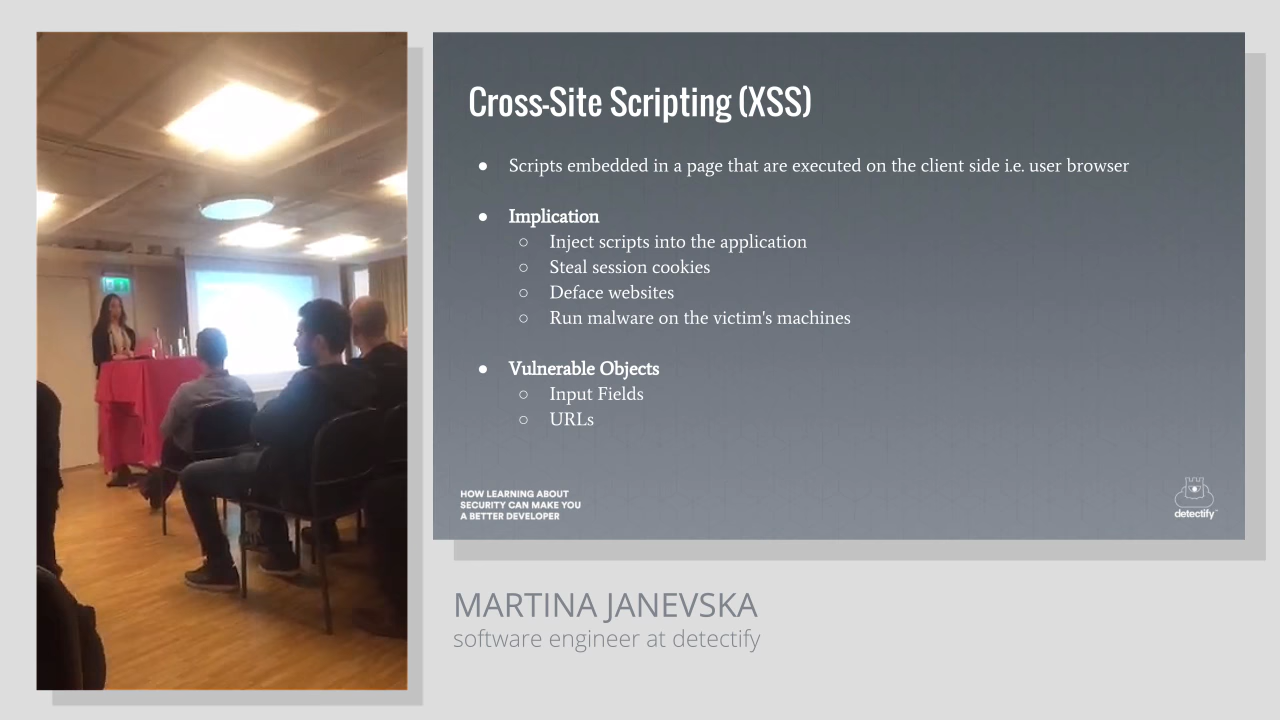 Cross-Site Scripting (XSS)
● Scripts embedded in a page that are executed on the client side i.e. user browser
● Implication
○ Inject scripts into the application
○ Steal session cookies
○ Deface websites
○ Run malware on the victim's machines
● Vulnerable Objects
○ Input Fields
○ URLs
HOW LEARNING ABOUT
SECURITY CAN MAKE YOU
A BETTER DEVELOPER
detectify™
MARTINA JANEVSKA
software engineer at detectify